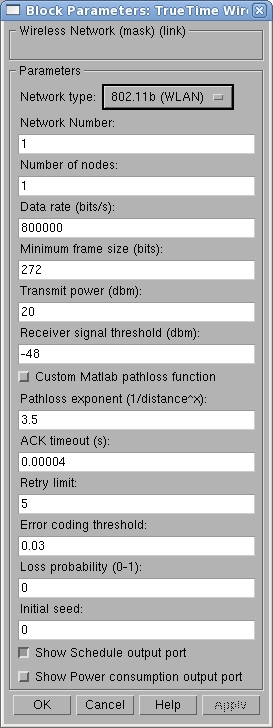 Block Parameters: TrueTime Wir
Wireless Network (mask) (link)
Parameters
Network type: 802.11b (WLAN)
Network Number:
1
Number of nodes:
1
Data rate (bits/s):
800000
Minimum frame size (bits):
272
Transmit power (dbm):
20
Receiver signal threshold (dbm):
-48
Custom Matlab pathloss function
Pathloss exponent (1/distance^x):
3.5
ACK timeout (s):
0.00004
Retry limit:
5
Error coding threshold:
0.03
Loss probability (0-1):
0
Initial seed:
0
Show Schedule output port
Show Power consumption output port
OK Cancel Help Apply